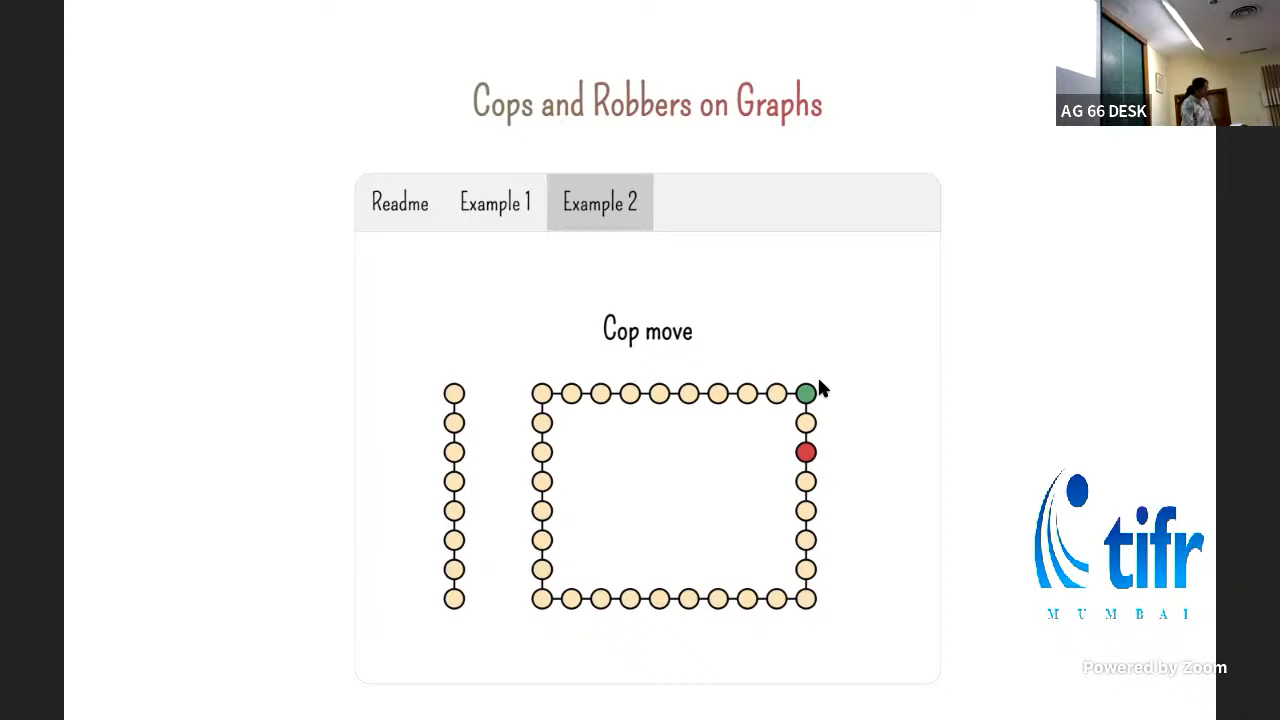 Cops and Robbers on Graphs
AG 66 DESK
Readme
Example 1
Example 2
Cop move
tifr
MUMBAI
Powered by Zoom